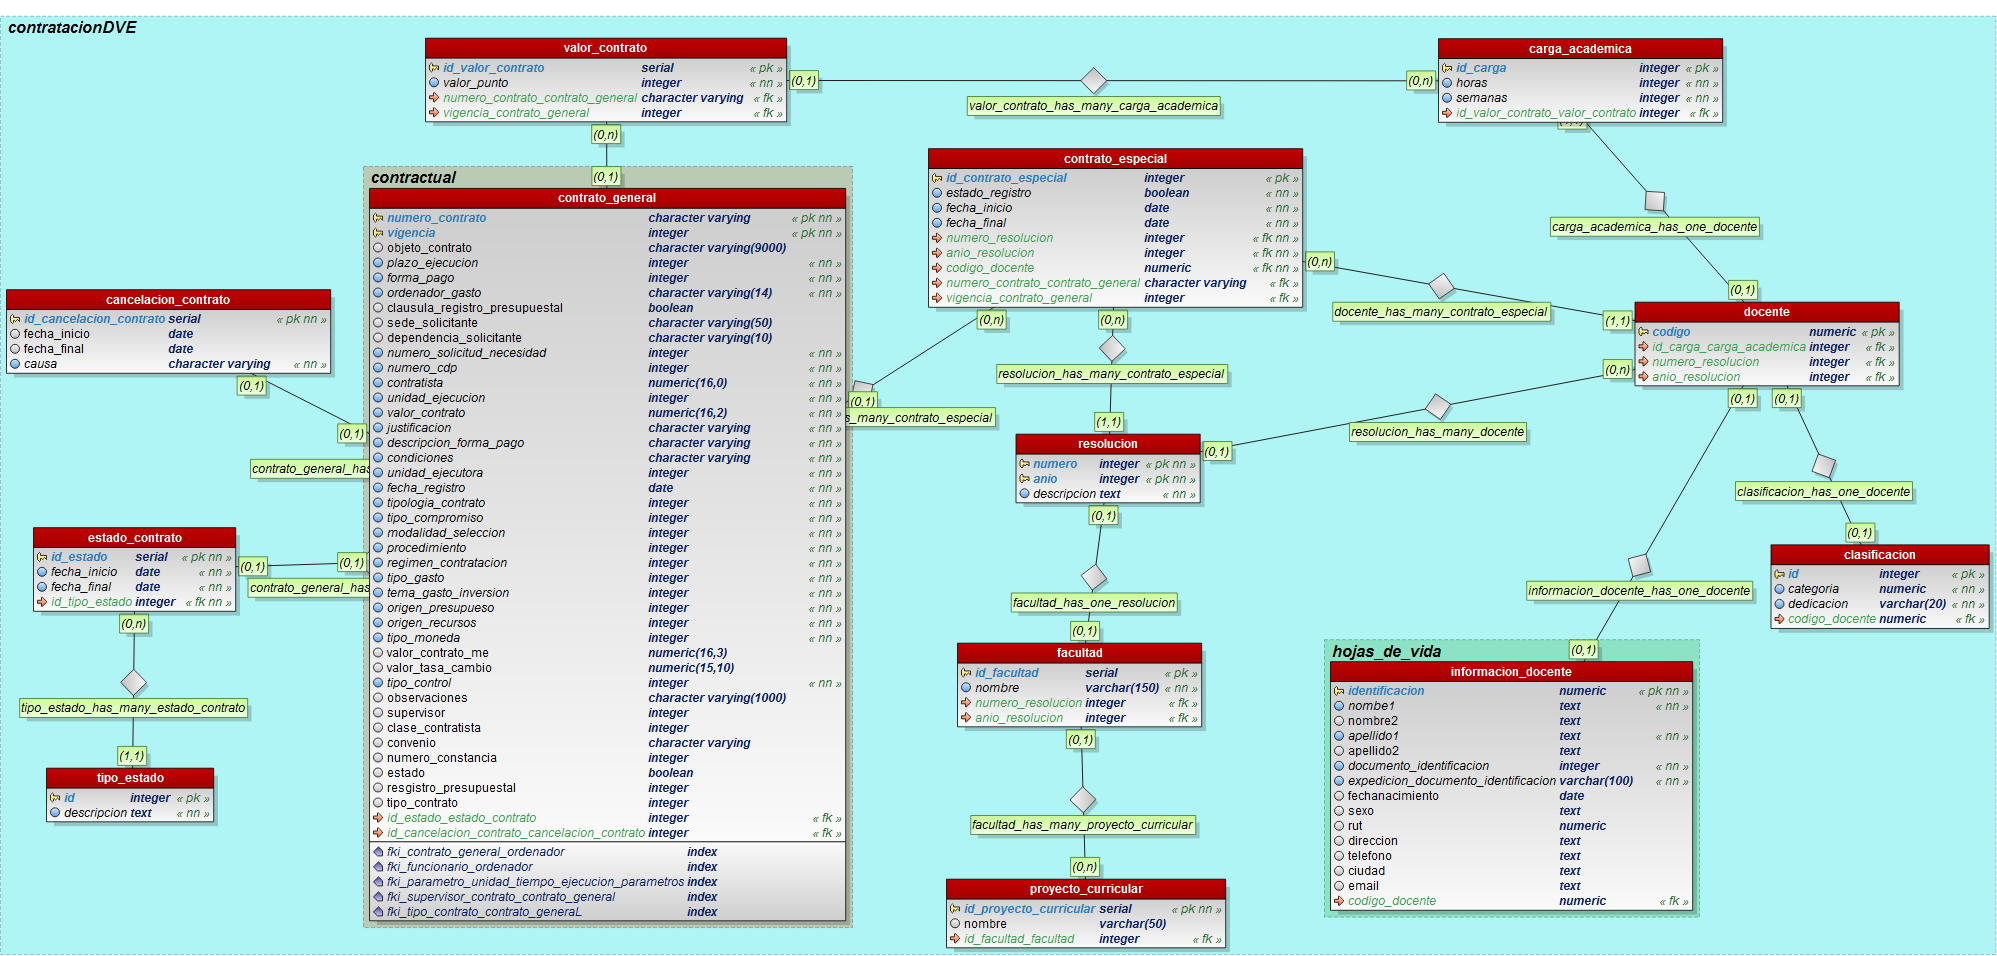 contratacionDVE
valor_contrato
id_valor_contrato serial « pk »
valor_punto integer « nn »
numero_contrato_contrato_general character varying « fk »
vigencia_contrato_general integer « fk »
(0,1)
valor_contrato_has_many_carga_academica
(0,n)
carga_academica
id_carga integer « pk »
horas integer « nn »
semanas integer « nn »
id_valor_contrato_valor_contrato integer « fk »
(0,n)
(0,1)
carga_academica_has_one_docente
(0,1)
contractual
contrato_general
numero_contrato character varying « pk nn »
vigencia integer « pk nn »
objeto_contrato character varying(9000)
plazo_ejecucion integer « nn »
forma_pago integer « nn »
ordenador_gasto character varying(14) « nn »
clausula_registro_presupuestal boolean
sede_solicitante character varying(50)
dependencia_solicitante character varying(10)
numero_solicitud_necesidad integer « nn »
numero_cdp integer « nn »
contratista numeric(16,0) « nn »
unidad_ejecucion integer « nn »
valor_contrato numeric(16,2) « nn »
justificacion character varying « nn »
descripcion_forma_pago character varying « nn »
condiciones character varying « nn »
unidad_ejecutora integer « nn »
fecha_registro date « nn »
tipologia_contrato integer « nn »
tipo_compromiso integer « nn »
modalidad_seleccion integer « nn »
procedimiento integer « nn »
regimen_contratacion integer « nn »
tipo_gasto integer « nn »
tema_gasto_inversion integer « nn »
origen_presupueso integer « nn »
origen_recursos integer « nn »
tipo_moneda integer « nn »
valor_contrato_me numeric(16,3)
valor_tasa_cambio numeric(15,10)
tipo_control integer « nn »
observaciones character varying(1000)
supervisor integer
clase_contratista integer
convenio character varying
numero_constancia integer
estado boolean
resgistro_presupuestal integer
tipo_contrato integer
id_estado_estado_contrato integer « fk »
id_cancelacion_contrato_cancelacion_contrato integer « fk »
fki_contrato_general_ordenador index
fki_funcionario_ordenador index
fki_parametro_unidad_tiempo_ejecucion_parametros index
fki_supervisor_contrato_contrato_general index
fki_tipo_contrato_contrato_generaL index
contrato_especial
id_contrato_especial integer « pk »
estado_registro boolean « nn »
fecha_inicio date « nn »
fecha_final date « nn »
numero_resolucion integer « fk nn »
anio_resolucion integer « fk nn »
codigo_docente numeric « fk nn »
numero_contrato_contrato_general character varying « fk »
vigencia_contrato_general integer « fk »
(0,n)
docente_has_many_contrato_especial
(1,1)
(0,n)
(0,1)
s_many_contrato_especial
(0,n)
resolucion_has_many_contrato_especial
(1,1)
docente
codigo numeric « pk »
id_carga_carga_academica integer « fk »
numero_resolucion integer « fk »
anio_resolucion integer « fk »
(0,n)
resolucion_has_many_docente
(0,1)
(0,1)
(0,1)
cancelacion_contrato
id_cancelacion_contrato serial « pk nn »
fecha_inicio date
fecha_final date
causa character varying « nn »
(0,1)
(0,1)
contrato_general_has
resolucion
numero integer « pk nn »
anio integer « pk nn »
descripcion text « nn »
(0,1)
facultad_has_one_resolucion
(0,1)
clasificacion_has_one_docente
(0,1)
clasificacion
id integer « pk »
categoria numeric « nn »
dedicacion varchar(20) « nn »
codigo_docente numeric « fk »
estado_contrato
id_estado serial « pk nn »
fecha_inicio date « nn »
fecha_final date « nn »
id_tipo_estado integer « fk nn »
(0,1)
(0,1)
contrato_general_has
(0,n)
tipo_estado_has_many_estado_contrato
(1,1)
tipo_estado
id integer « pk »
descripcion text « nn »
facultad
id_facultad serial « pk »
nombre varchar(150) « nn »
numero_resolucion integer « fk »
anio_resolucion integer « fk »
(0,1)
facultad_has_many_proyecto_curricular
(0,n)
proyecto_curricular
id_proyecto_curricular serial « pk nn »
nombre varchar(50)
id_facultad_facultad integer « fk »
informacion_docente_has_one_docente
(0,1)
hojas_de_vida
informacion_docente
identificacion numeric « pk nn »
nombe1 text « nn »
nombre2 text
apellido1 text « nn »
apellido2 text
documento_identificacion integer « nn »
expedicion_documento_identificacion varchar(100) « nn »
fechanacimiento date
sexo text
rut numeric
direccion text
telefono text
ciudad text
email text
codigo_docente numeric « fk »